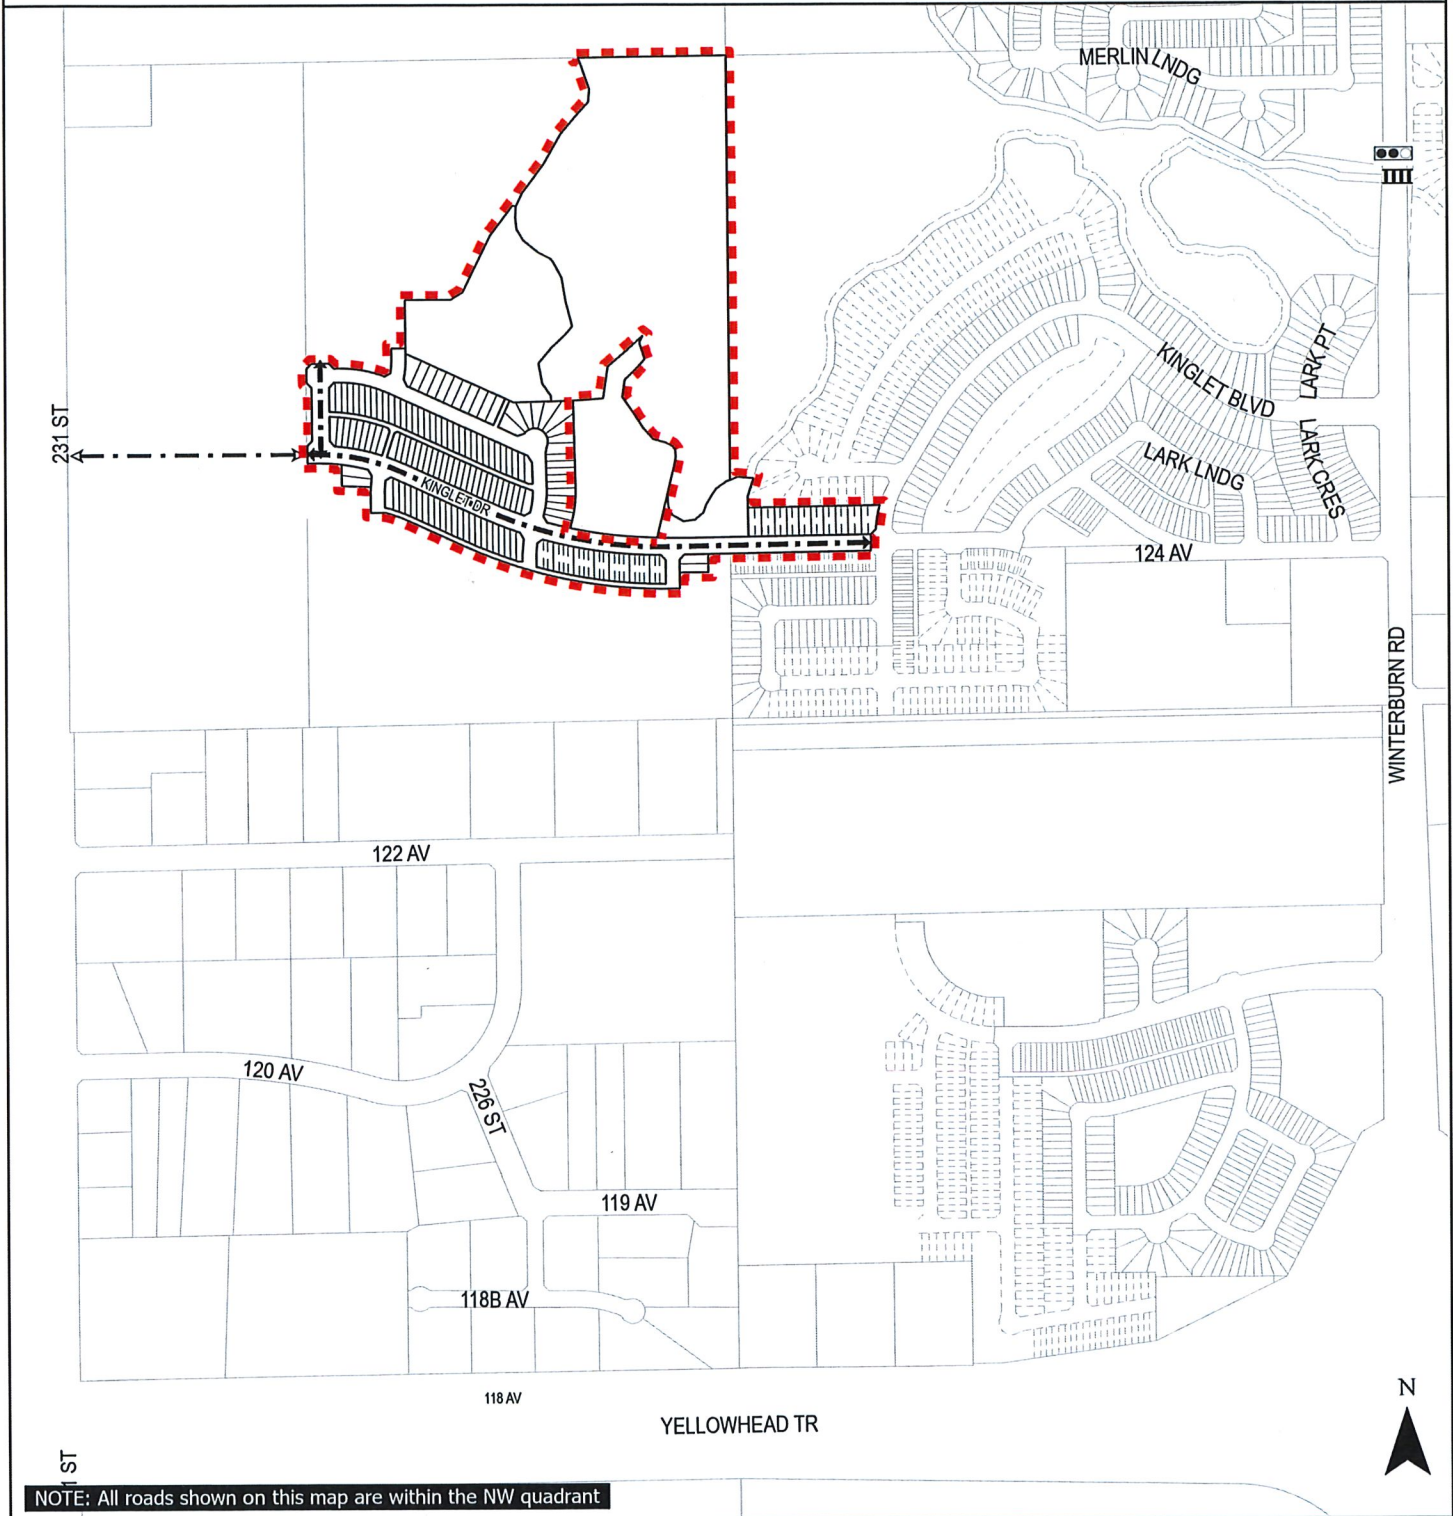 MERLIN LNDG
LARK PT
KINGLET BLVD
231 ST
LARK LNDG
LARK CRES
KINGLET DR
124 AV
WINTERBURN RD
122 AV
120 AV
226 ST
119 AV
118B AV
118 AV
YELLOWHEAD TR
N
1 ST
NOTE: All roads shown on this map are within the NW quadrant